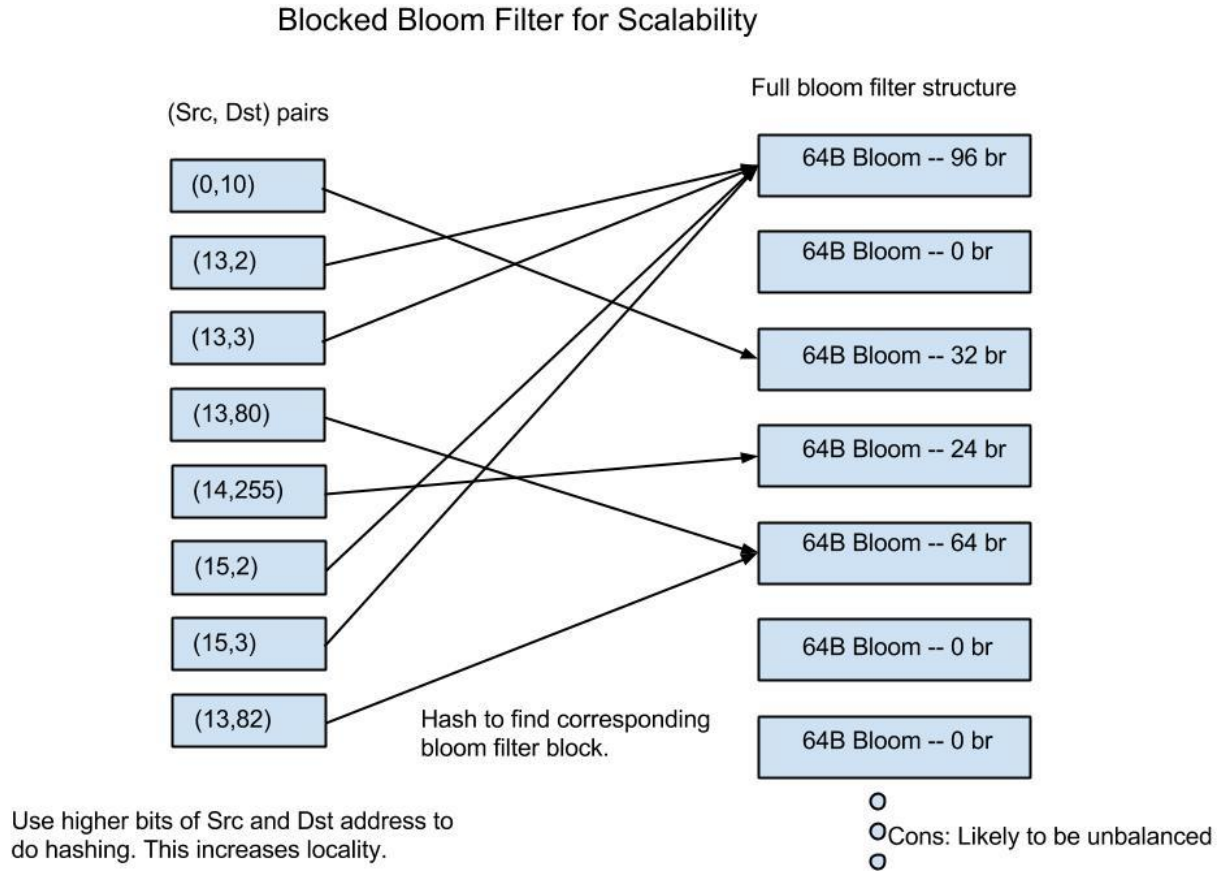 Blocked Bloom Filter for Scalability
(Src, Dst) pairs
(0,10)
(13,2)
(13,3)
(13,80)
(14,255)
(15,2)
(15,3)
(13,82)
Full bloom filter structure
64B Bloom -- 96 br
64B Bloom -- 0 br
64B Bloom -- 32 br
64B Bloom -- 24 br
64B Bloom -- 64 br
64B Bloom -- 0 br
64B Bloom -- 0 br
Hash to find corresponding
bloom filter block.
Use higher bits of Src and Dst address to
do hashing. This increases locality.
Cons: Likely to be unbalanced